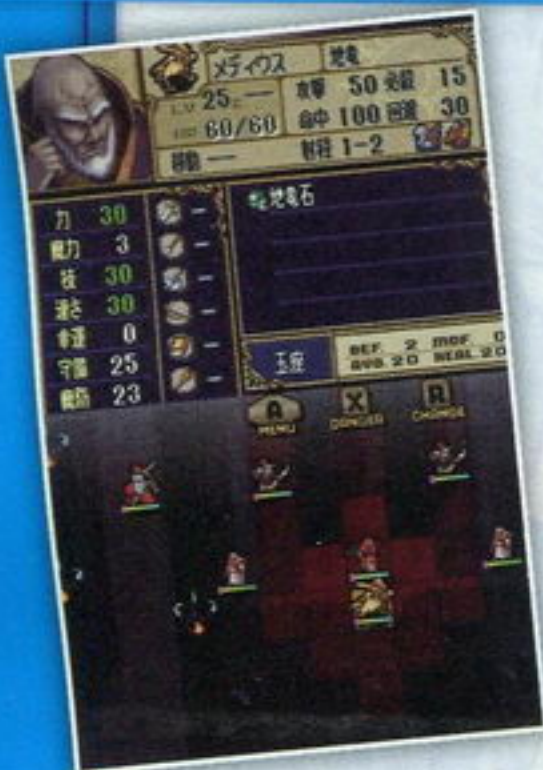 メディウス 地竜
LV 25 E --
攻撃 50 必殺 15
HP 60/60
命中 100 回避 30
移動 -- 射程 1-2
力 30 -
魔力 3 -
技 30 -
速さ 30 -
幸運 0 -
守備 25 -
魔防 23
地竜石
玉座
DEF. 2 MDF. 0
AVO 20 HEAL 20
A X R
MENU DANGER CHANGE